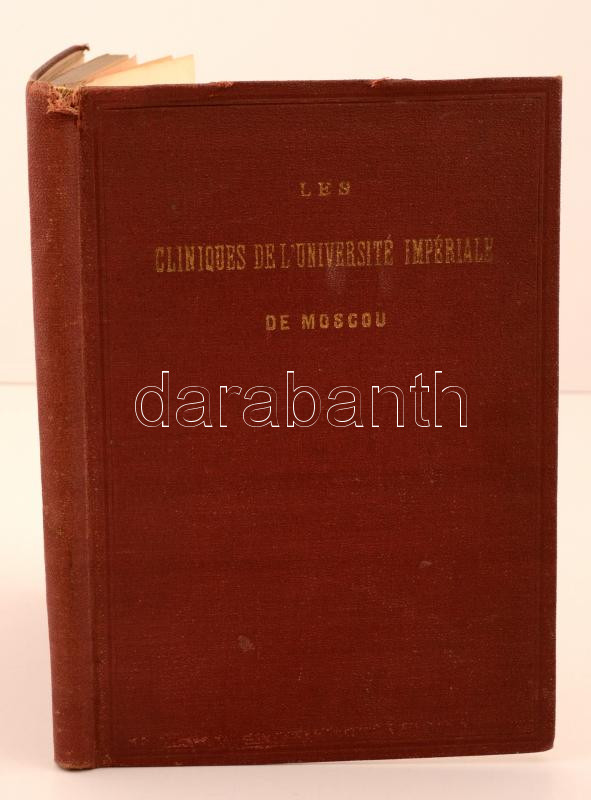 LES
CLINIQUES DE L'UNIVERSITÉ IMPÉRIALE
DE MOSCOU
darabanth